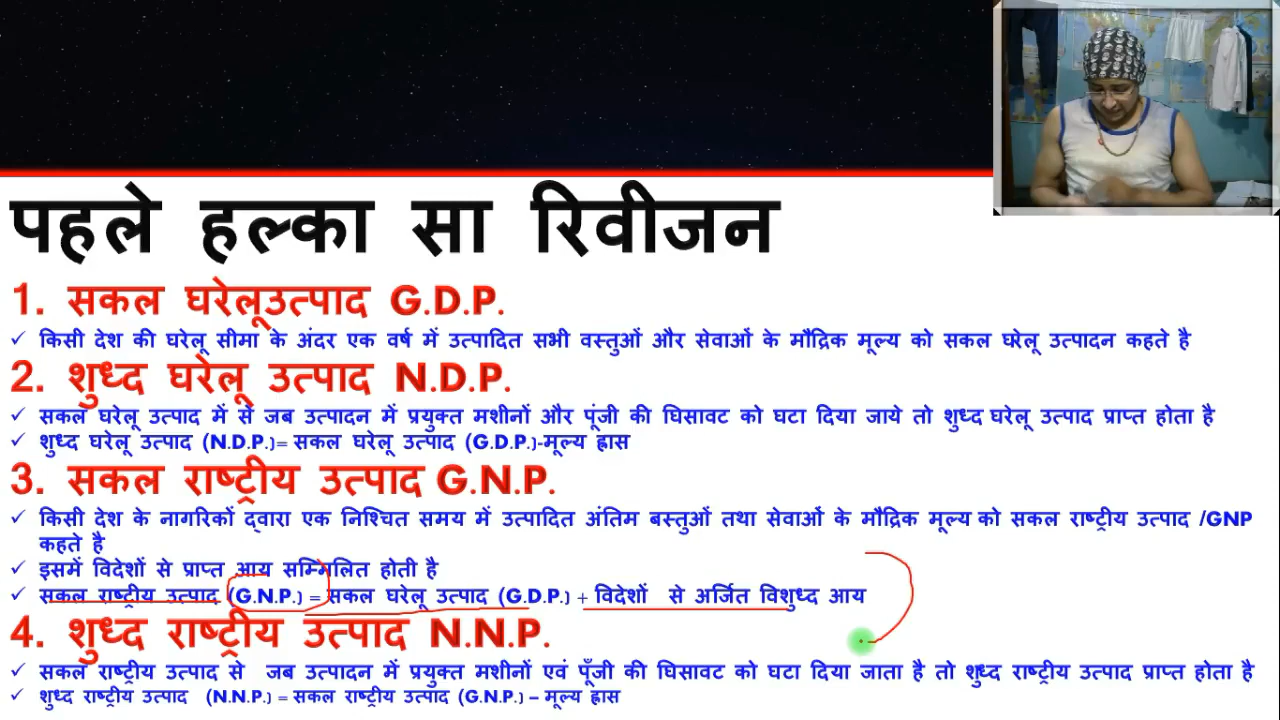 पहले हल्का सा रिवीजन
1. सकल घरेलूउत्पाद G.D.P.
✓ किसी देश की घरेलू सीमा के अंदर एक वर्ष में उत्पादित सभी वस्तुओं और सेवाओं के मौद्रिक मूल्य को सकल घरेलू उत्पादन कहते है
2. शुध्द घरेलू उत्पाद N.D.P.
✓ सकल घरेलू उत्पाद में से जब उत्पादन में प्रयुक्त मशीनों और पूंजी की घिसावट को घटा दिया जाये तो शुध्द घरेलू उत्पाद प्राप्त होता है
✓ शुध्द घरेलू उत्पाद (N.D.P.)= सकल घरेलू उत्पाद (G.D.P.)-मूल्य ह्रास
3. सकल राष्ट्रीय उत्पाद G.N.P.
✓ किसी देश के नागरिकों द्वारा एक निश्चित समय में उत्पादित अंतिम बस्तुओं तथा सेवाओं के मौद्रिक मूल्य को सकल राष्ट्रीय उत्पाद /GNP
कहते है
✓ इसमें विदेशों से प्राप्त आय सम्मिलित होती है
✓ सकल राष्ट्रीय उत्पाद (G.N.P.) = सकल घरेलू उत्पाद (G.D.P.) + विदेशों से अर्जित विशुध्द आय
4. शुध्द राष्ट्रीय उत्पाद N.N.P.
✓ सकल राष्ट्रीय उत्पाद से जब उत्पादन में प्रयुक्त मशीनों एवं पूँजी की घिसावट को घटा दिया जाता है तो शुध्द राष्ट्रीय उत्पाद प्राप्त होता है
✓ शुध्द राष्ट्रीय उत्पाद (N.N.P.) = सकल राष्ट्रीय उत्पाद (G.N.P.) – मूल्य ह्रास